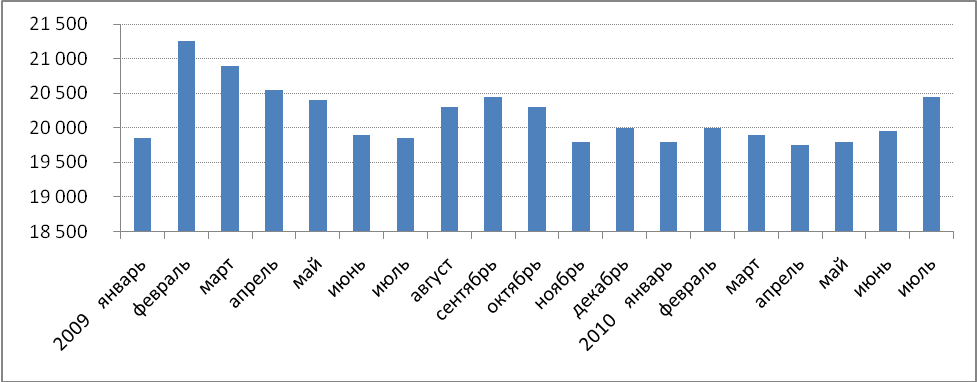 21 500
21 000
20 500
20 000
19 500
19 000
18 500
2009 январь
февраль
март
апрель
май
июнь
июль
август
сентябрь
октябрь
ноябрь
декабрь
2010 январь
февраль
март
апрель
май
июнь
июль